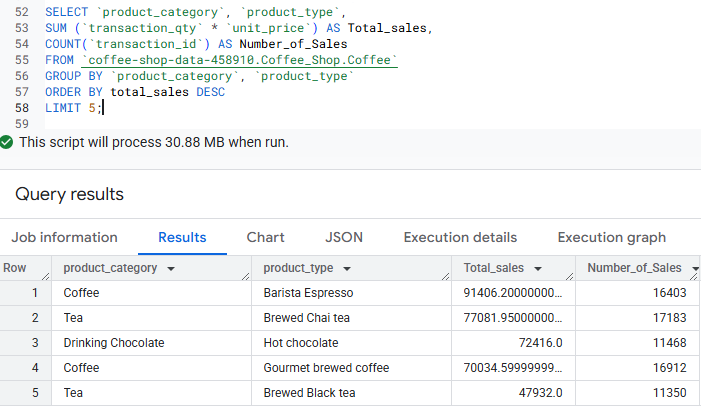 52 SELECT `product_category`, `product_type`,
53 SUM (`transaction_qty` * `unit_price`) AS Total_sales,
54 COUNT(`transaction_id`) AS Number_of_Sales
55 FROM `coffee-shop-data-458910.Coffee_Shop.Coffee`
56 GROUP BY `product_category`, `product_type`
57 ORDER BY total_sales DESC
58 LIMIT 5;
59
This script will process 30.88 MB when run.
Query results
Job information Results Chart JSON Execution details Execution graph
Row product_category product_type Total_sales Number_of_Sales
1 Coffee Barista Espresso 91406.20000000... 16403
2 Tea Brewed Chai tea 77081.95000000... 17183
3 Drinking Chocolate Hot chocolate 72416.0 11468
4 Coffee Gourmet brewed coffee 70034.59999999... 16912
5 Tea Brewed Black tea 47932.0 11350